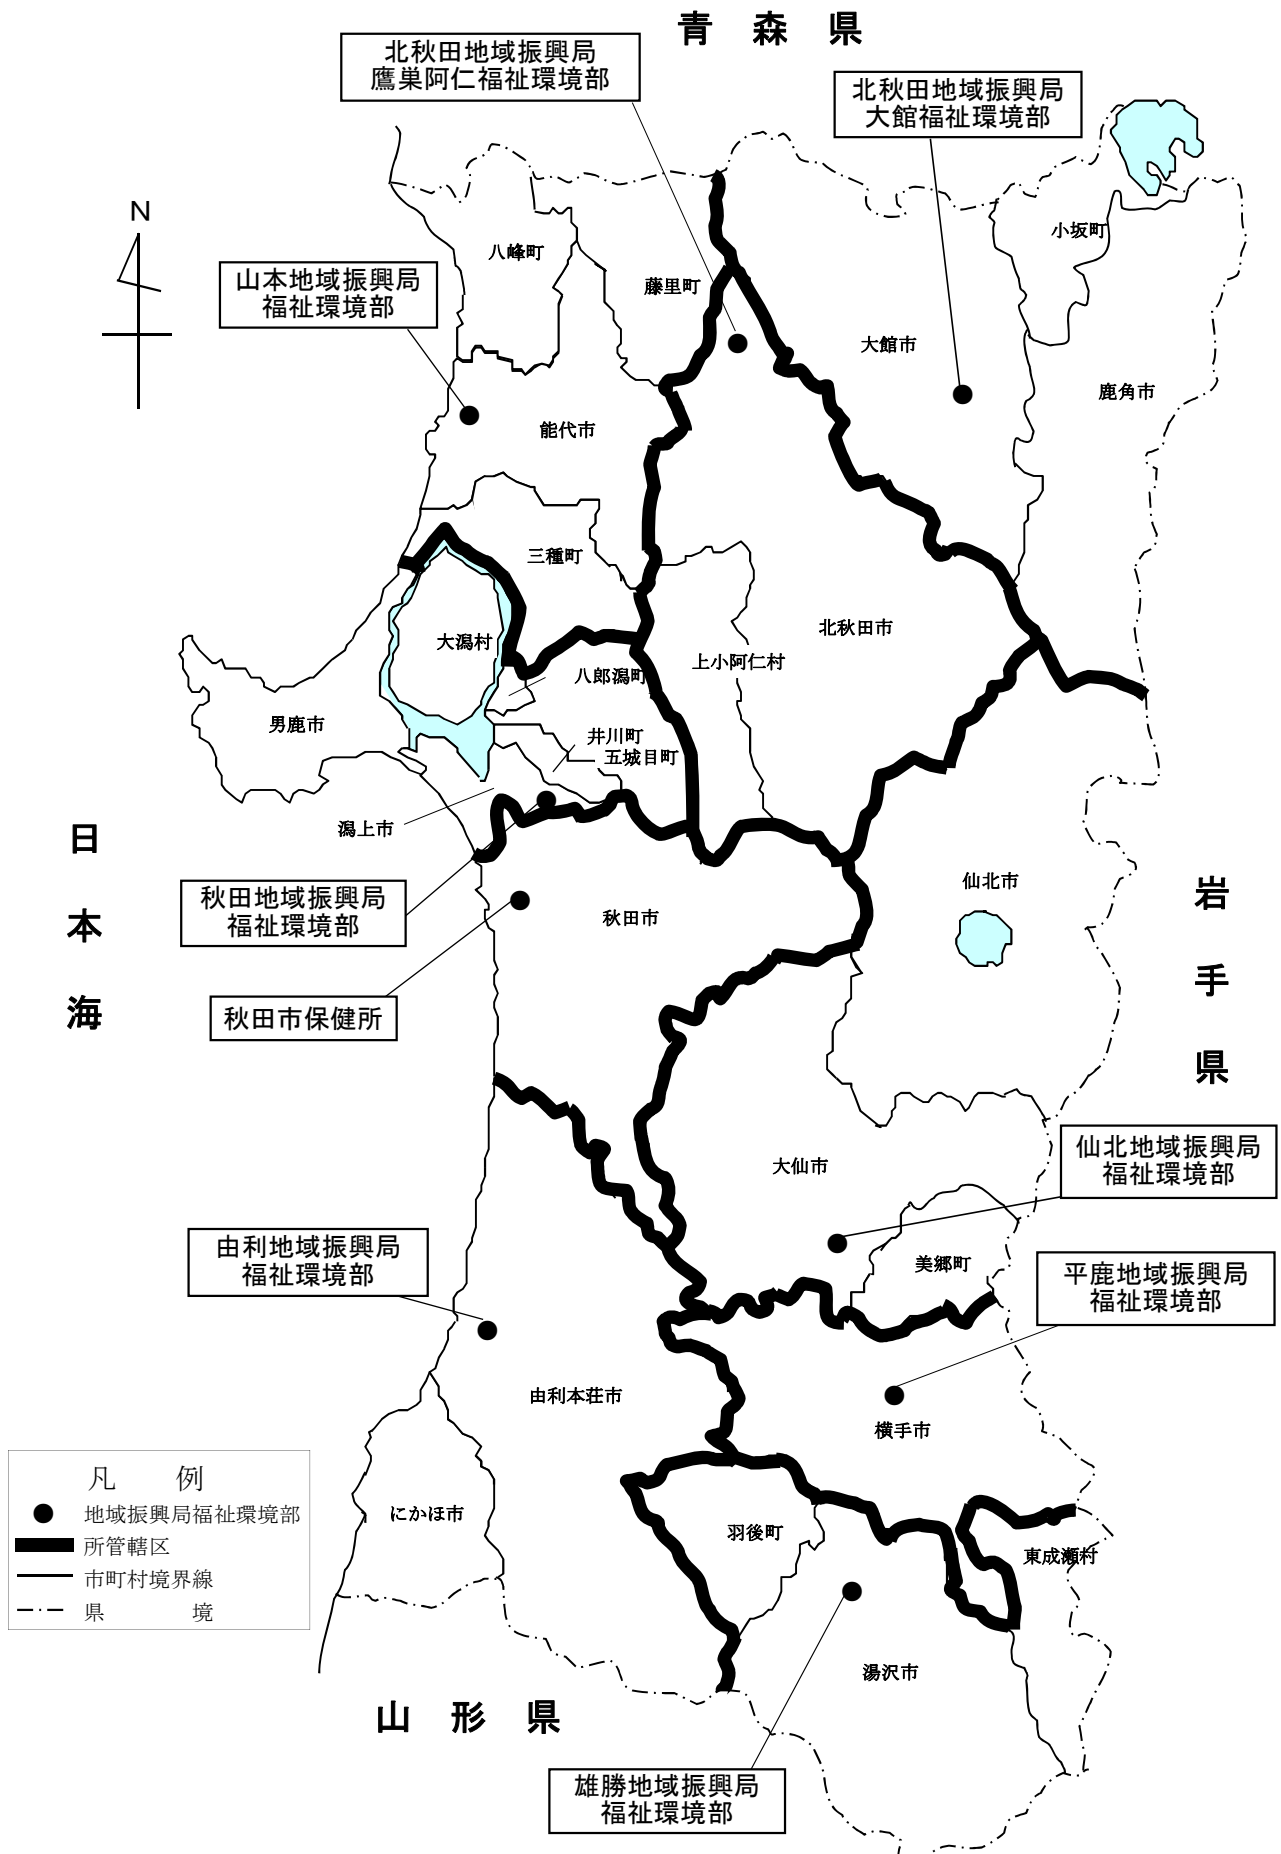 青 森 県
北秋田地域振興局
鷹巣阿仁福祉環境部
北秋田地域振興局
大館福祉環境部
N
小坂町
八峰町
藤里町
山本地域振興局
福祉環境部
大館市
鹿角市
能代市
三種町
北秋田市
大潟村
上小阿仁村
八郎潟町
男鹿市
井川町
五城目町
潟上市
日
本
海
仙北市
岩
手
県
秋田地域振興局
福祉環境部
秋田市
秋田市保健所
仙北地域振興局
福祉環境部
大仙市
由利地域振興局
福祉環境部
美郷町
平鹿地域振興局
福祉環境部
由利本荘市
横手市
凡 例
地域振興局福祉環境部
所管轄区
市町村境界線
県 境
にかほ市
羽後町
東成瀬村
湯沢市
山 形 県
雄勝地域振興局
福祉環境部